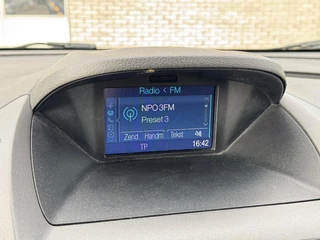 Radio < FM
NPO 3FM
Preset 3
Zend. Handm. Tekst
TP 16:42